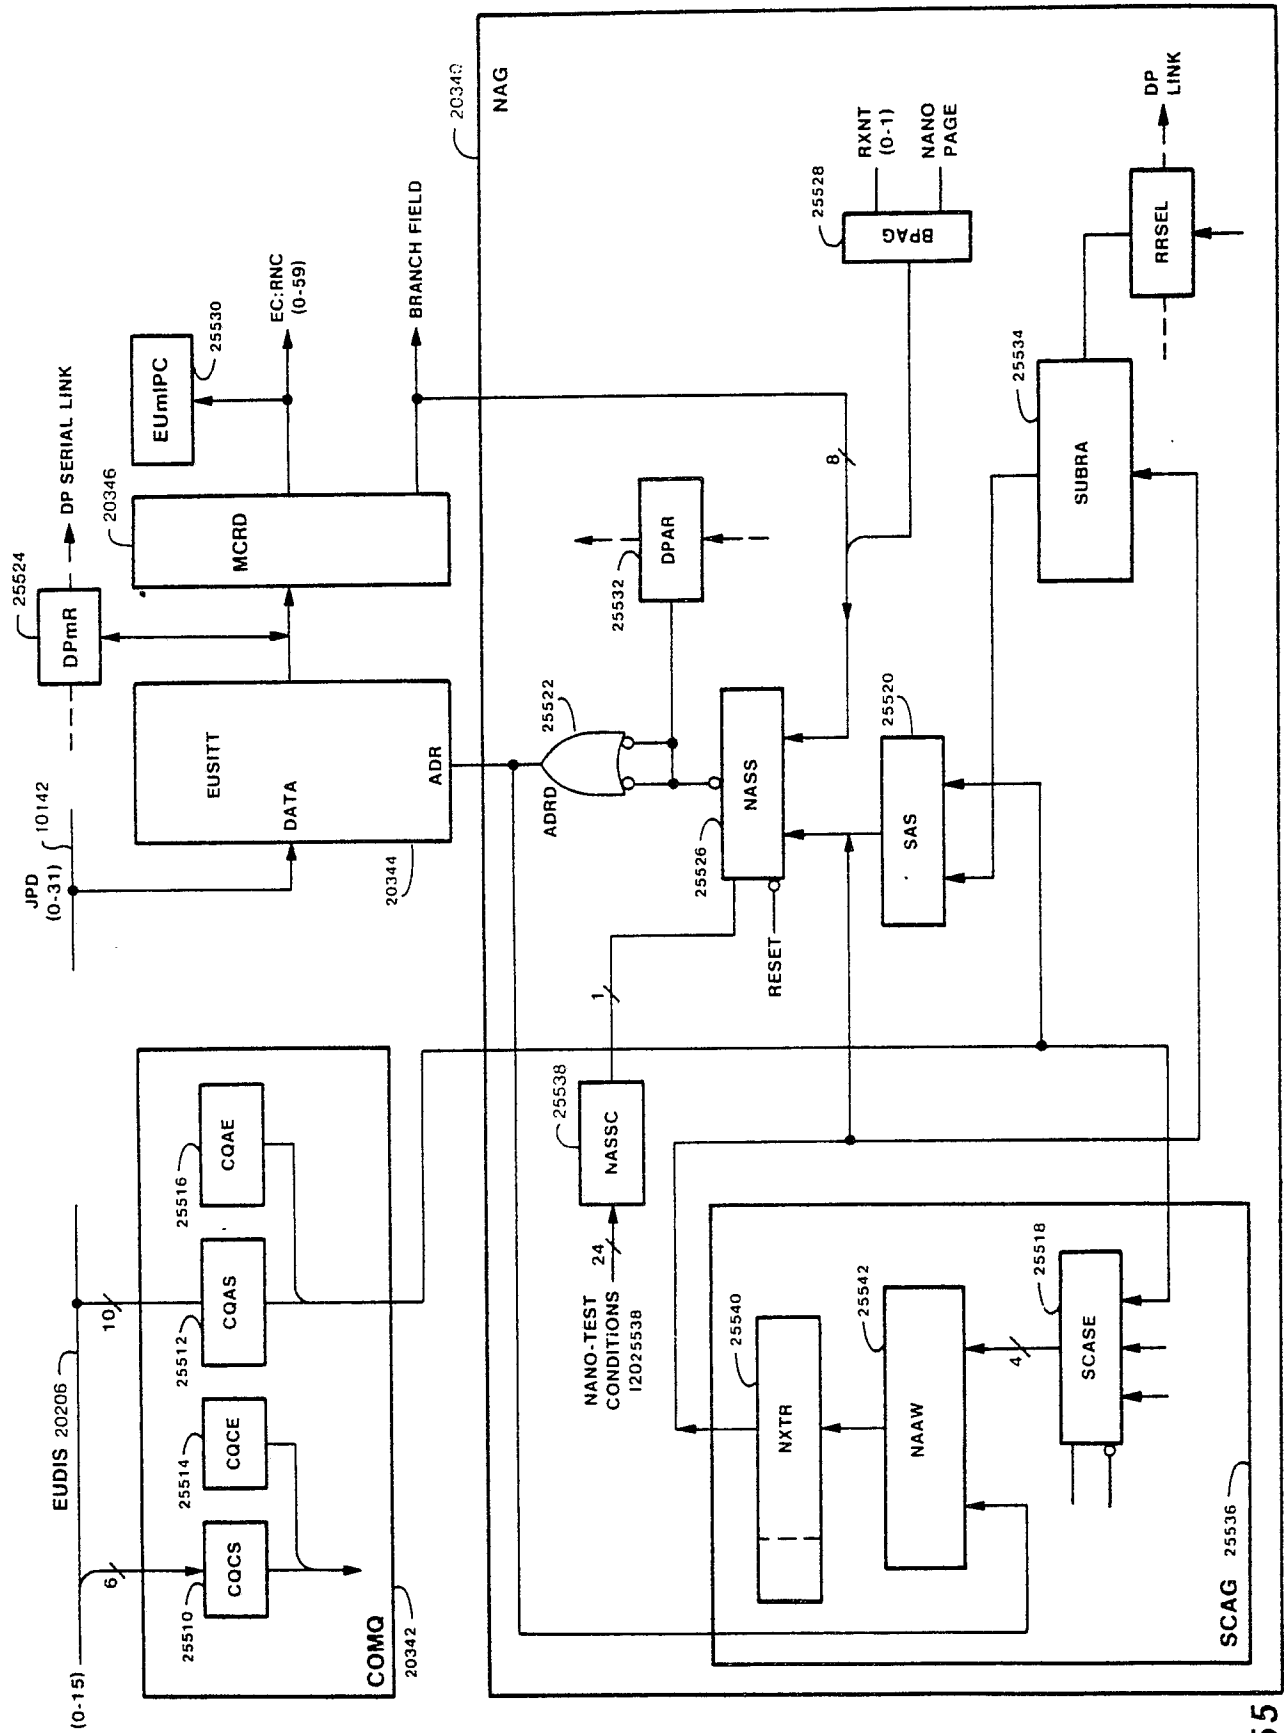 JPD
(0-31)
10142
25524
DPmR
DP SERIAL LINK
EUSITT
DATA
ADR
20344
20346
MCRD
EUmIPC
25530
EC:RNC
(0-59)
BRANCH FIELD
(0-15)
EUDIS 20206
6
10
25510
CQCS
25514
CQCE
25512
CQAS
25516
CQAE
COMQ
20342
20340
NAG
ADRD
25522
25532
DPAR
25526
NASS
RESET
1
8
25528
BPAG
RXNT
(0-1)
NANO
PAGE
NANO-TEST
CONDITIONS
I2025538
24
25538
NASSC
SAS
25520
SUBRA
25534
RRSEL
DP
LINK
25540
NXTR
25542
NAAW
4
25518
SCASE
SCAG
25536